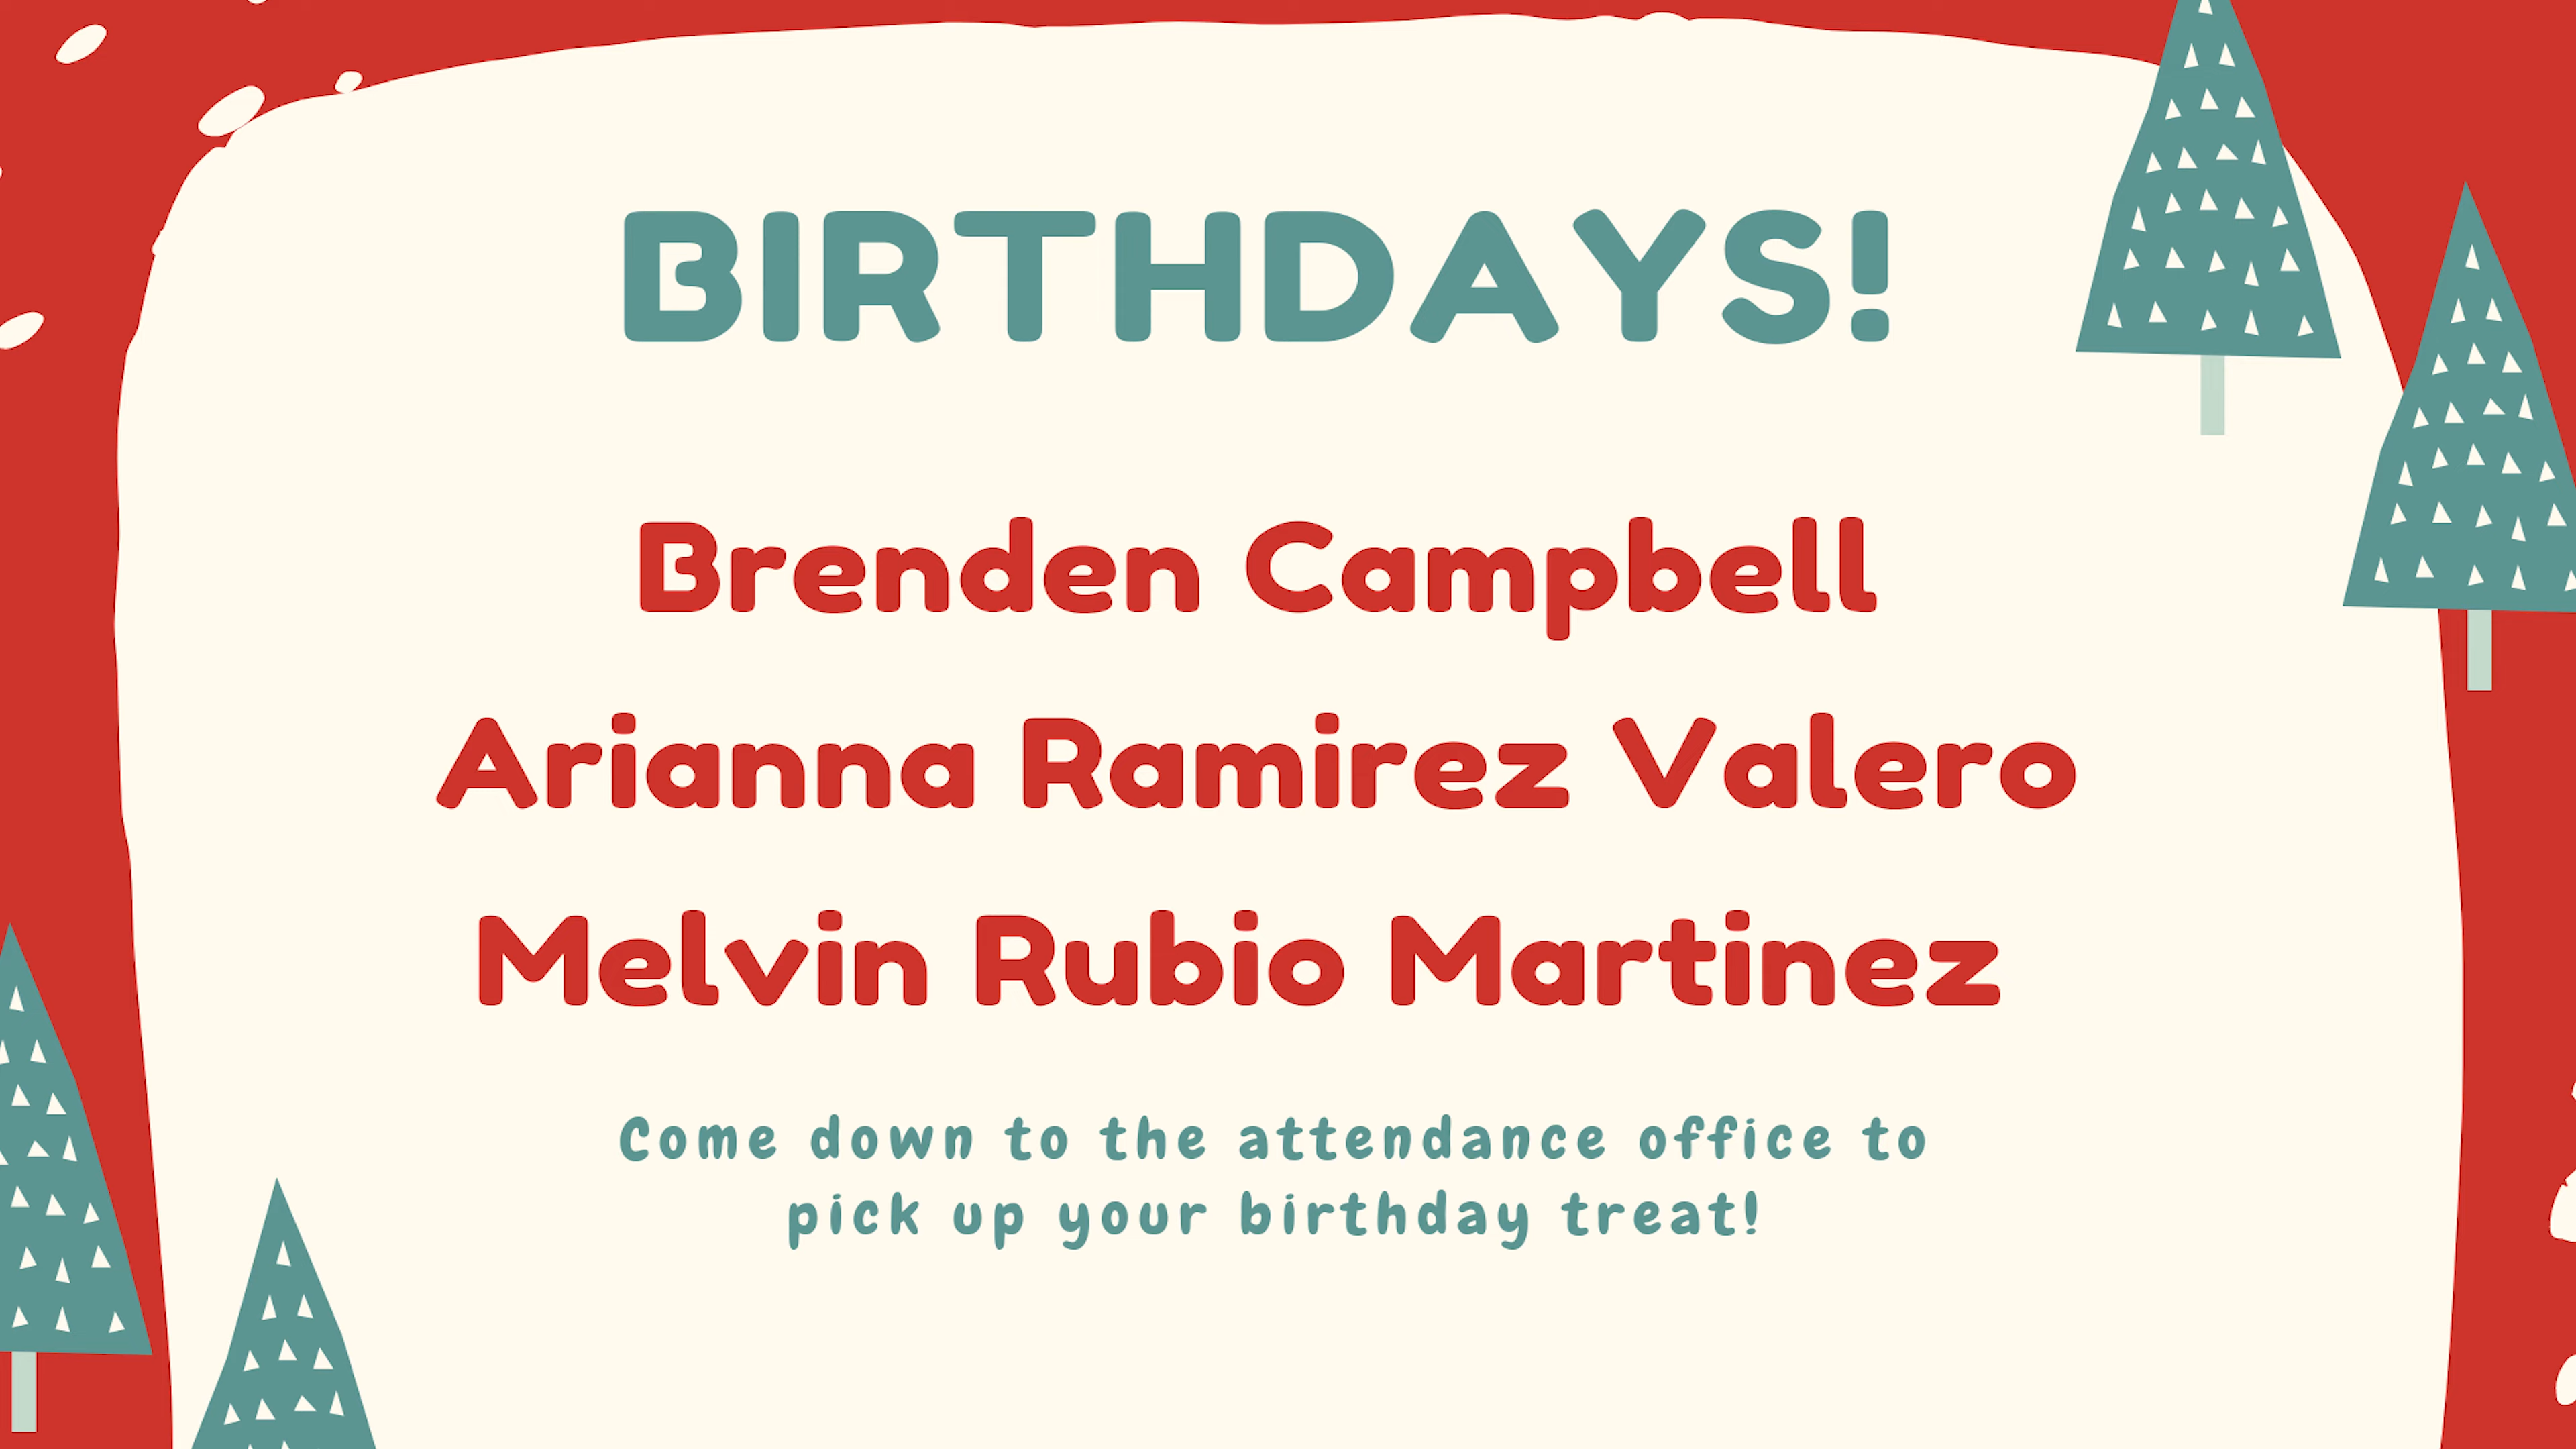 BIRTHDAYS!
Brenden Campbell
Arianna Ramirez Valero
Melvin Rubio Martinez
Come down to the attendance office to
pick up your birthday treat!